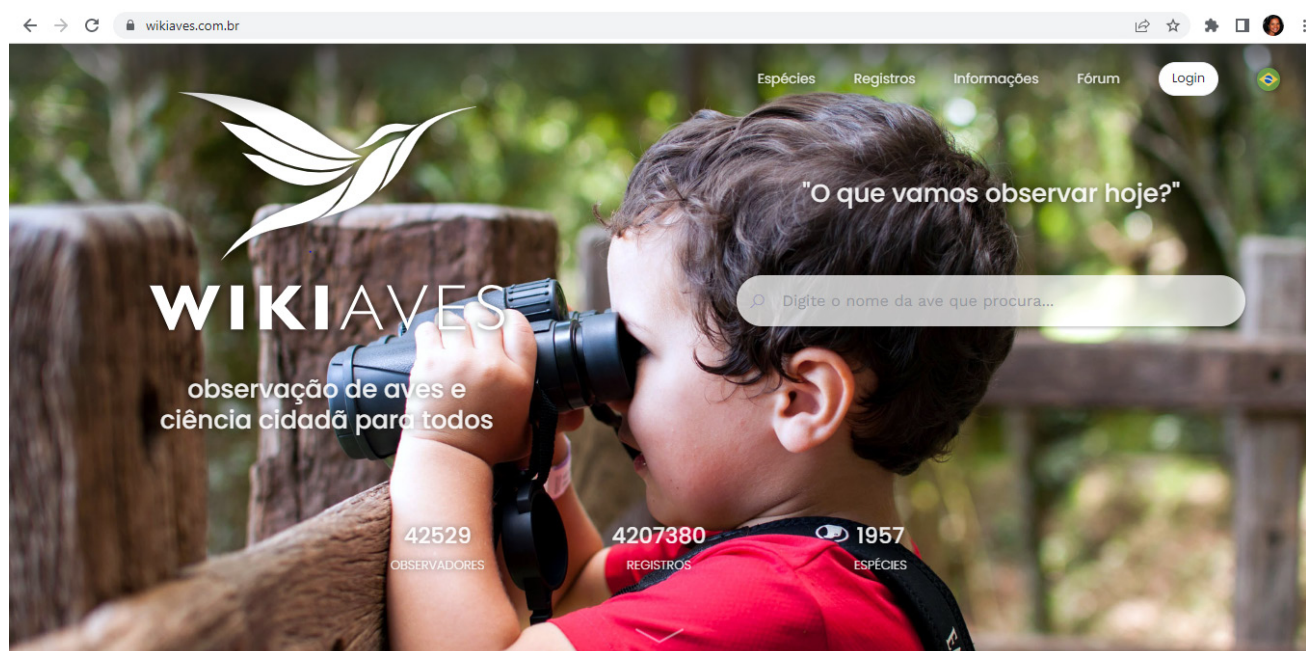 wikiaves.com.br
Espécies Registros Informações Fórum Login
"O que vamos observar hoje?"
WIKIAVES
Digite o nome da ave que procura...
observação de aves e
ciência cidadã para todos
42529 4207380 1957
OBSERVADORES REGISTROS ESPÉCIES